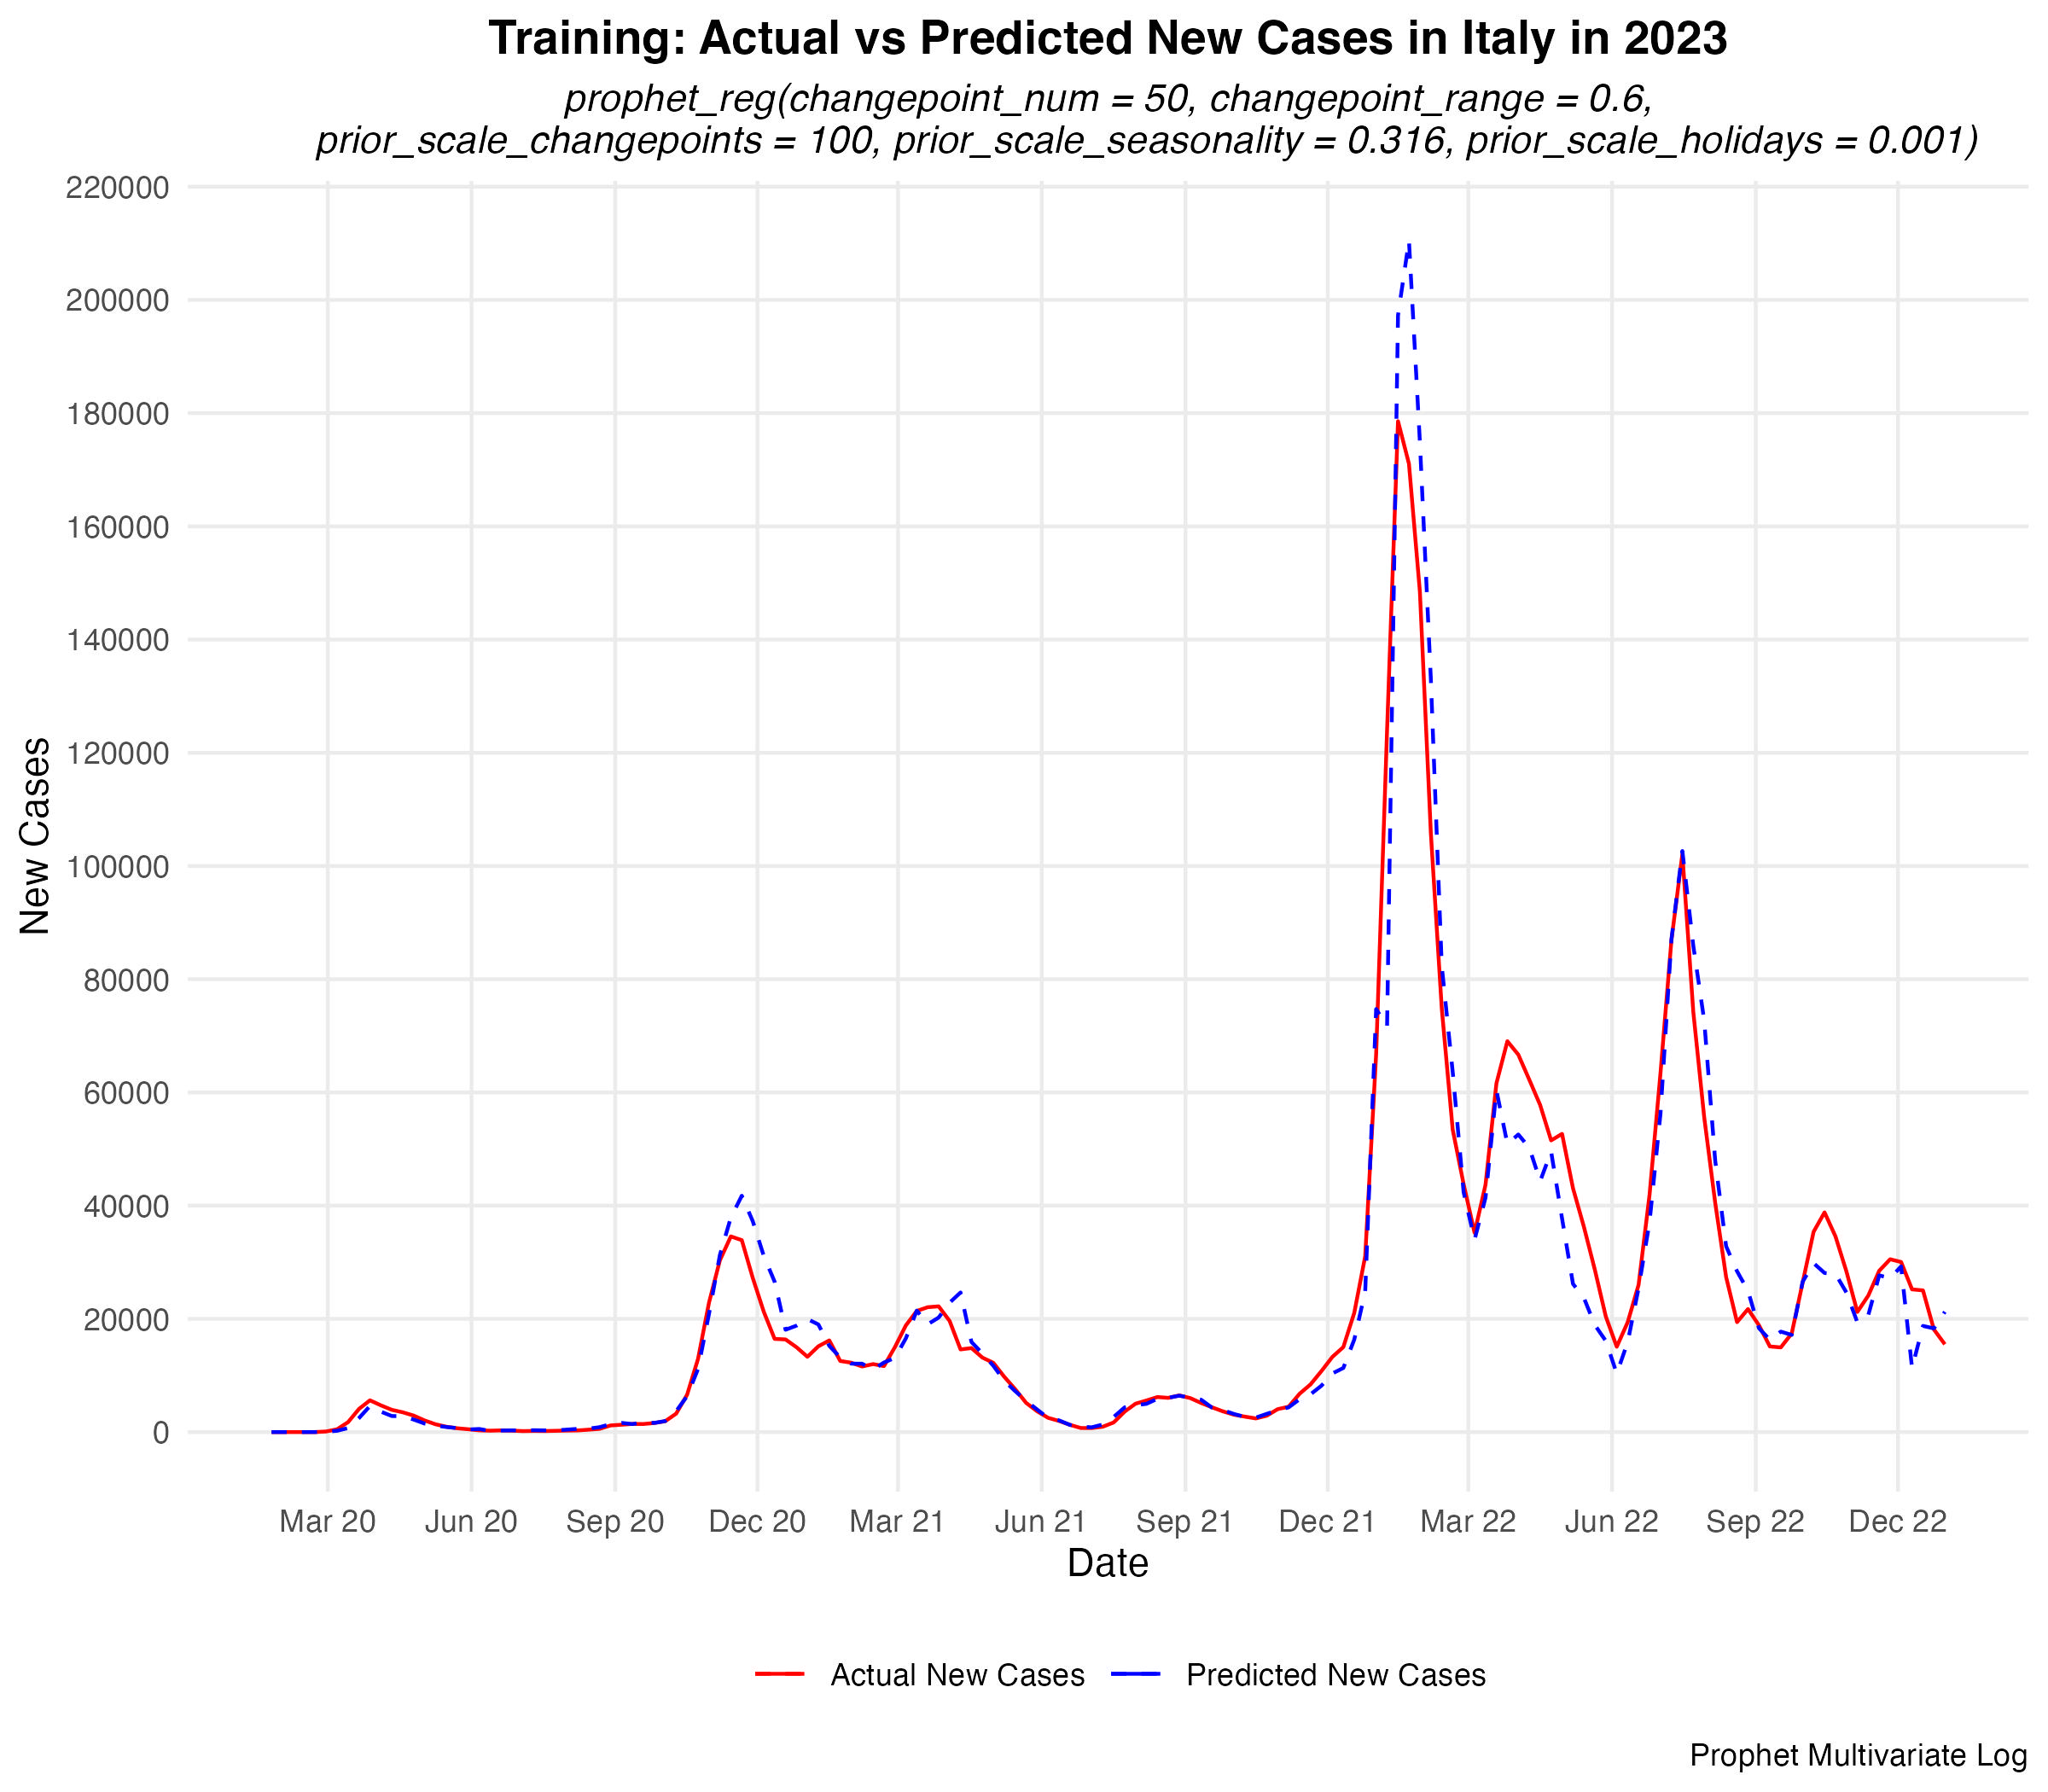 Training: Actual vs Predicted New Cases in Italy in 2023
prophet_reg(changepoint_num = 50, changepoint_range = 0.6,
prior_scale_changepoints = 100, prior_scale_seasonality = 0.316, prior_scale_holidays = 0.001)
New Cases
220000
200000
180000
160000
140000
120000
100000
80000
60000
40000
20000
0
Mar 20 Jun 20 Sep 20 Dec 20 Mar 21 Jun 21 Sep 21 Dec 21 Mar 22 Jun 22 Sep 22 Dec 22
Date
Actual New Cases Predicted New Cases
Prophet Multivariate Log